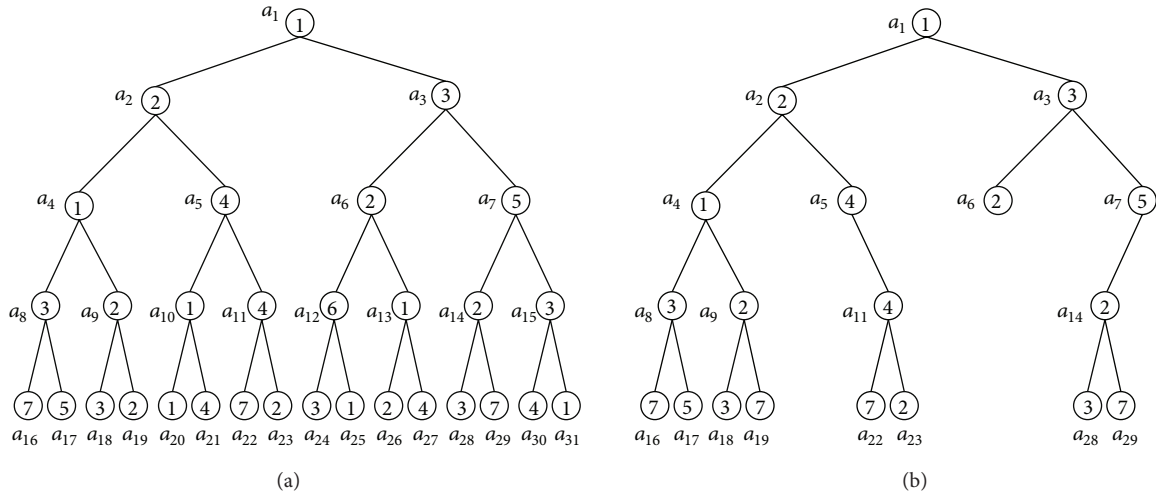 a1 1 a1 1
a2 2 a3 3 a2 2 a3 3
a4 1 a5 4 a6 2 a7 5 a4 1 a5 4 a6 2 a7 5
a8 3 a9 2 a10 1 a11 4 a12 6 a13 1 a14 2 a15 3 a8 3 a9 2 a11 4 a14 2
7 5 3 2 1 4 7 2 3 1 2 4 3 7 4 1 7 5 3 7 7 2 3 7
a16 a17 a18 a19 a20 a21 a22 a23 a24 a25 a26 a27 a28 a29 a30 a31 a16 a17 a18 a19 a22 a23 a28 a29
(a) (b)